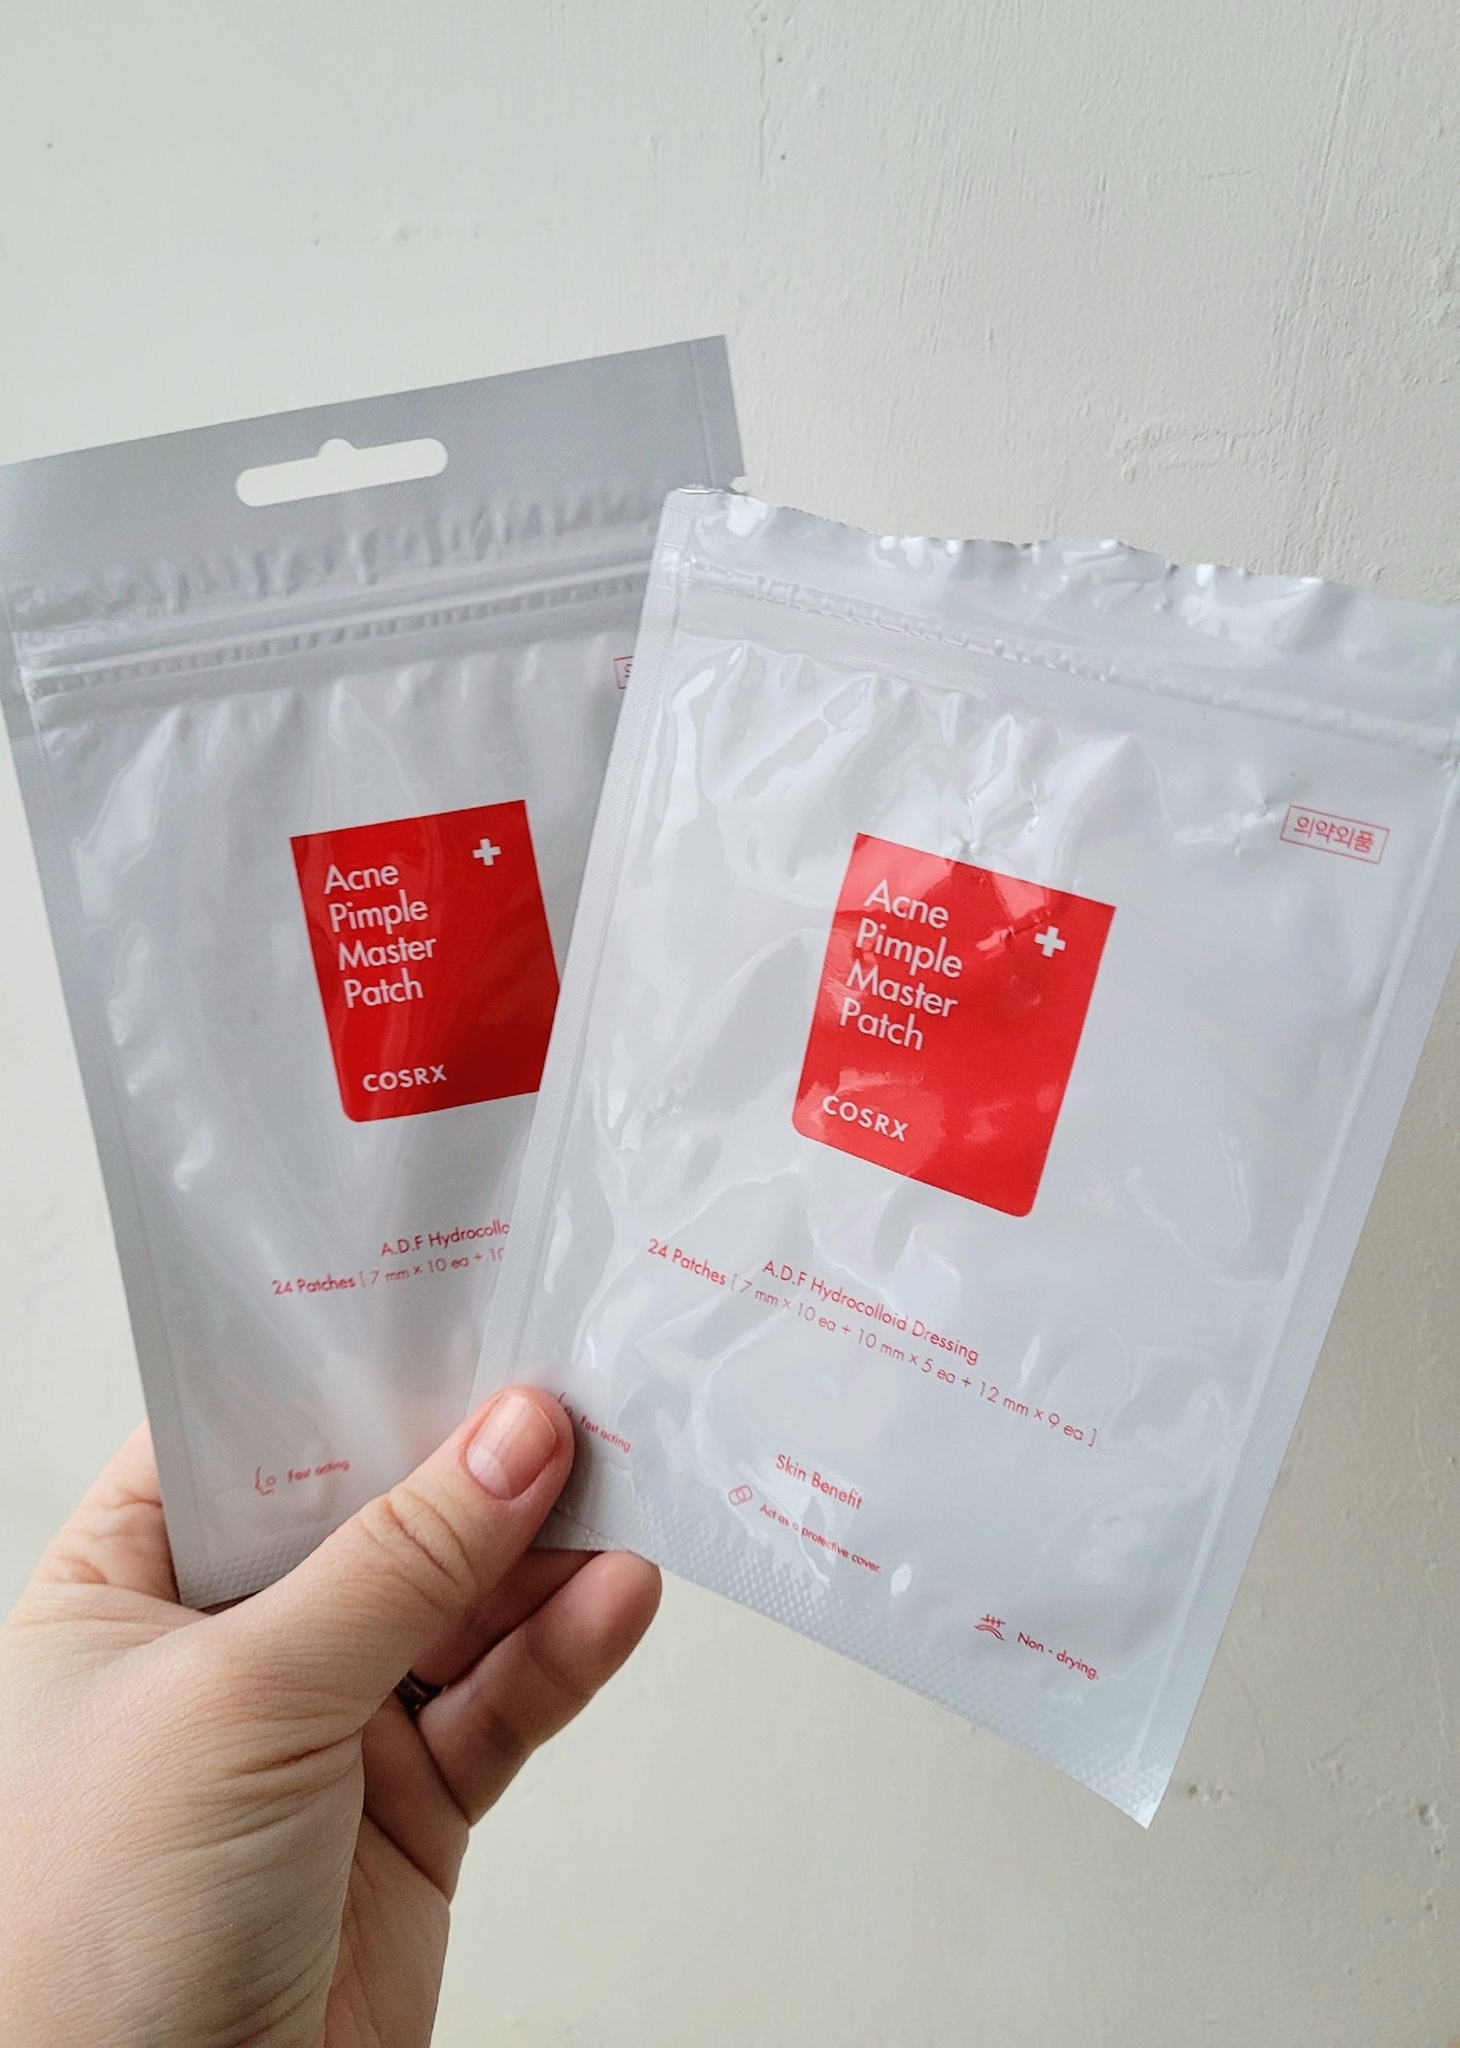 Acne
Pimple
Master
Patch
COSRX
A.D.F
24 Patches [ 7 mm × 10 ea + 10
Fast acting.
의약외품
Acne
Pimple
Master
Patch
COSRX
A.D.F Hydrocolloid Dressing
24 Patches [ 7 mm × 10 ea + 10 mm × 5 ea + 12 mm × 9 ea ]
Skin Benefit
Fast acting.
Act as a protective cover.
Non - drying.